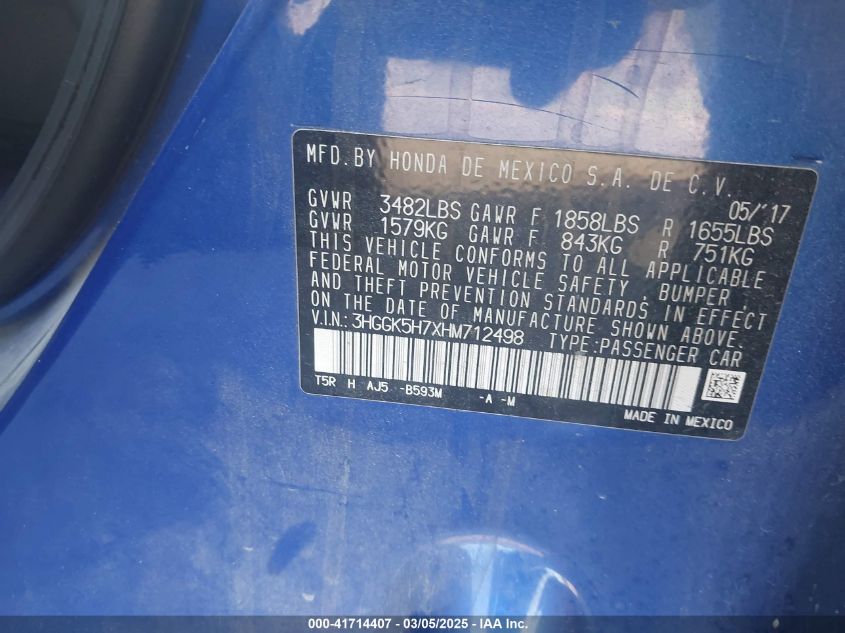 MFD.BY HONDA DE MEXICO S.A. DE C.V.
05/'17
GVWR 3482LBS GAWR F 1858LBS R 1655LBS
GVWR 1579KG GAWR F 843KG R 751KG
THIS VEHICLE CONFORMS TO ALL APPLICABLE
FEDERAL MOTOR VEHICLE SAFETY, BUMPER,
AND THEFT PREVENTION STANDARDS IN EFFECT
ON THE DATE OF MANUFACTURE SHOWN ABOVE.
V.I.N.: 3HGGK5H7XHM712498 TYPE:PASSENGER CAR
T5R H AJ5 -B593M -A -M
MADE IN MEXICO
000-41714407 - 03/05/2025 - IAA Inc.